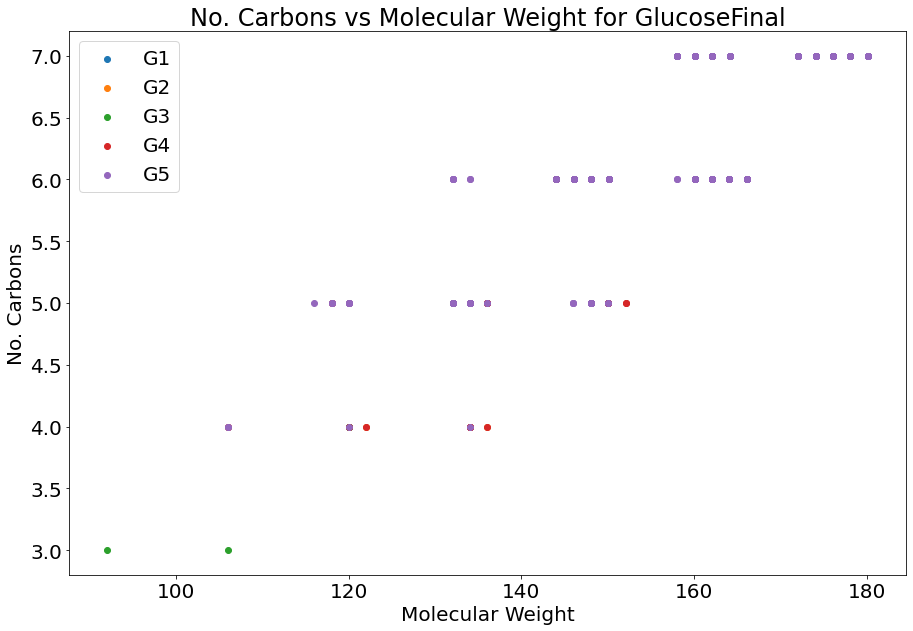 No. Carbons vs Molecular Weight for GlucoseFinal
G1
G2
G3
G4
G5
7.0
6.5
6.0
5.5
5.0
4.5
4.0
3.5
3.0
No. Carbons
100 120 140 160 180
Molecular Weight